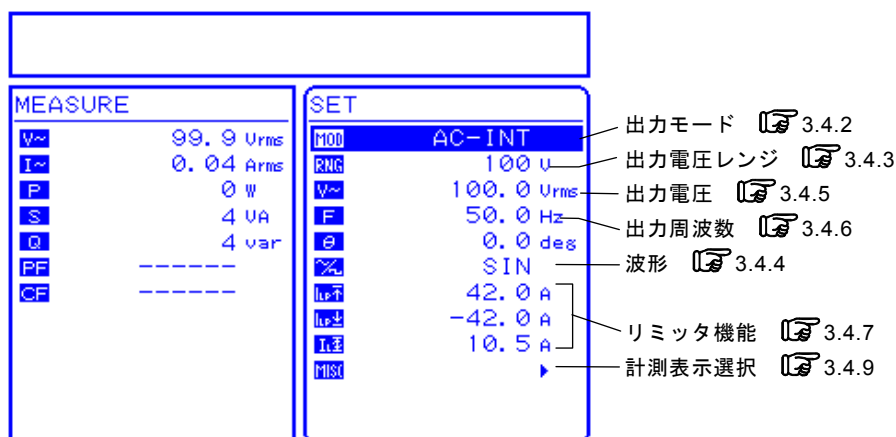 MEASURE
V~ 99.9 Vrms
I~ 0.04 Arms
P 0 W
S 4 VA
Q 4 var
PF ------
CF ------
SET
MOD AC-INT
RNG 100 V
V~ 100.0 Vrms
F 50.0 Hz
θ 0.0 deg
SIN
42.0 A
-42.0 A
10.5 A
MISC
出力モード 3.4.2
出力電圧レンジ 3.4.3
出力電圧 3.4.5
出力周波数 3.4.6
波形 3.4.4
リミッタ機能 3.4.7
計測表示選択 3.4.9